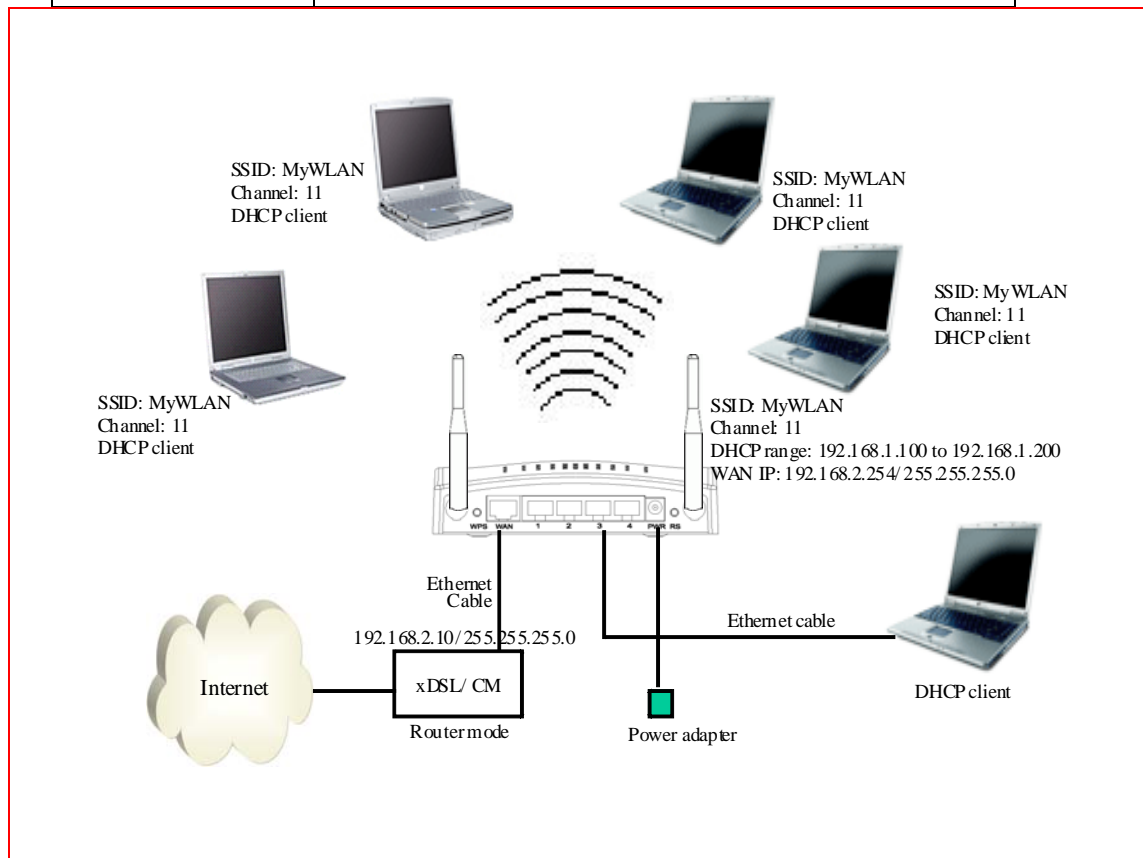 SSID: MyWLAN
Channel: 11
DHCP client
SSID: MyWLAN
Channel: 11
DHCP client
SSID: MyWLAN
Channel: 11
DHCP client
SSID: MyWLAN
Channel: 11
DHCP client
SSID: MyWLAN
Channel: 11
DHCP range: 192.168.1.100 to 192.168.1.200
WAN IP: 192.168.2.254/255.255.255.0
WPS WAN 1 2 3 4 PWR RS
Ethernet
Cable
192.168.2.10/255.255.255.0
Ethernet cable
Internet
xDSL/CM
DHCP client
Router mode
Power adapter